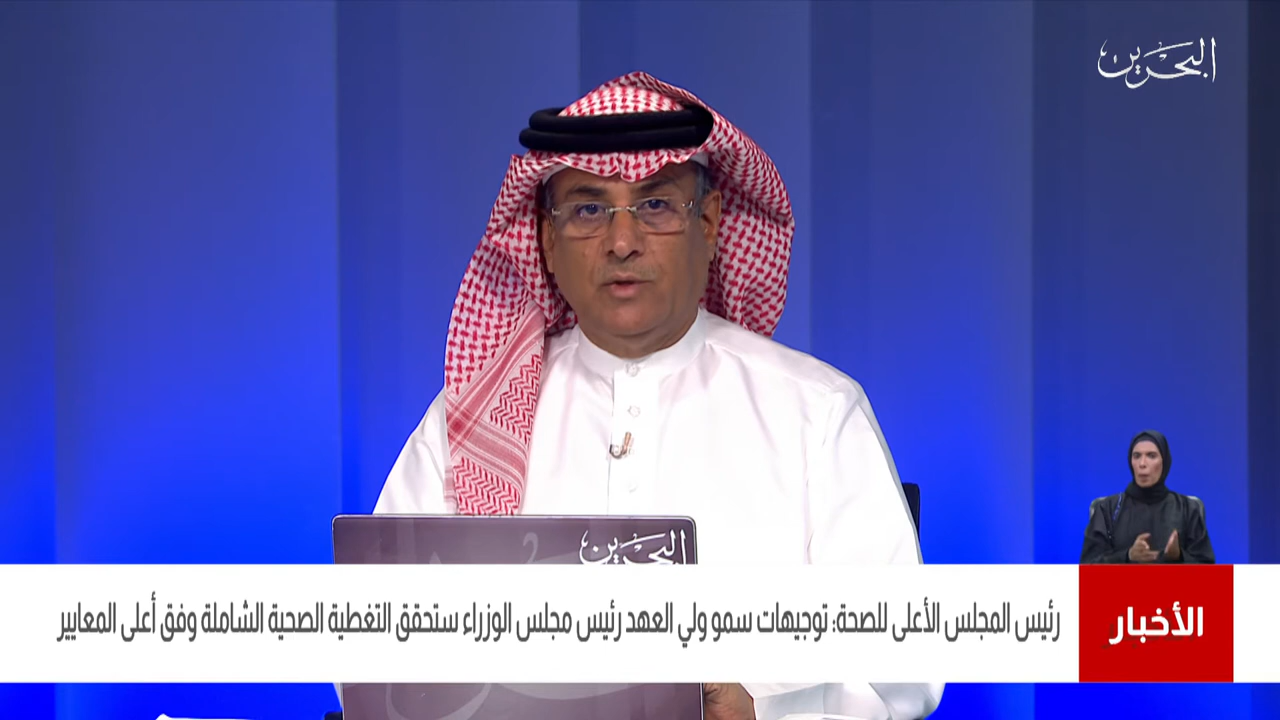 البحرين
البحرين
رئيس المجلس الأعلى للصحة: توجيهات سمو ولي العهد رئيس مجلس الوزراء ستحقق التغطية الصحية الشاملة وفق أعلى المعايير
الأخبار